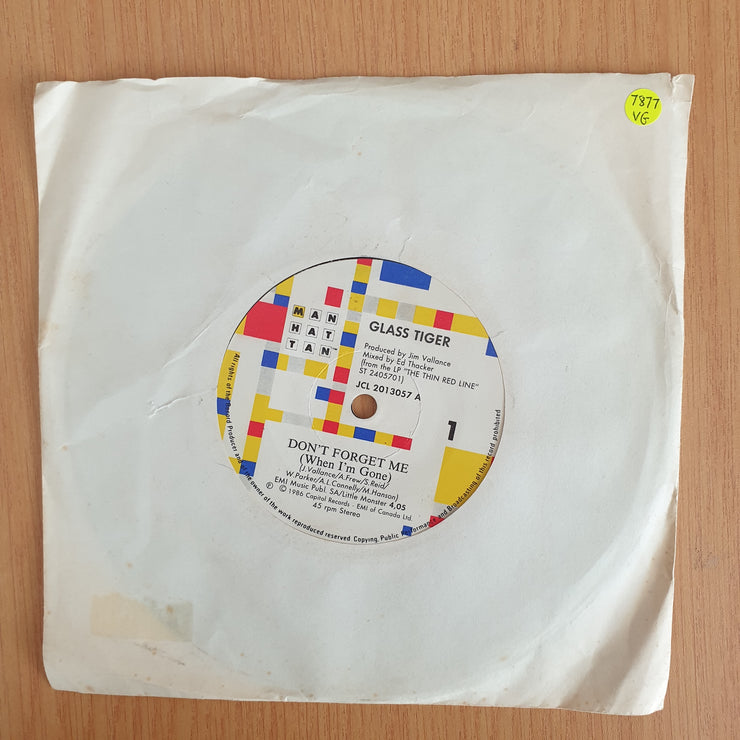 7877
VG
MAN
HAT
TAN
GLASS TIGER
Produced by Jim Vallance
Mixed by Ed Thacker
(from the LP "THE THIN RED LINE"
ST 2405701)
JCL 2013057 A
1
DON'T FORGET ME
(When I'm Gone)
(J.Vallance/A.Frew/S.Reid/
W.Parker/A.L.Connelly/M.Hanson)
EMI Music Publ. SA/Little Monster 4,05
Ⓟ © 1986 Capitol Records - EMI of Canada Ltd.
45 rpm Stereo
All rights of the Record Producer and of the owner of the work reproduced reserved Copying, Public Performance and Broadcasting of this record prohibited